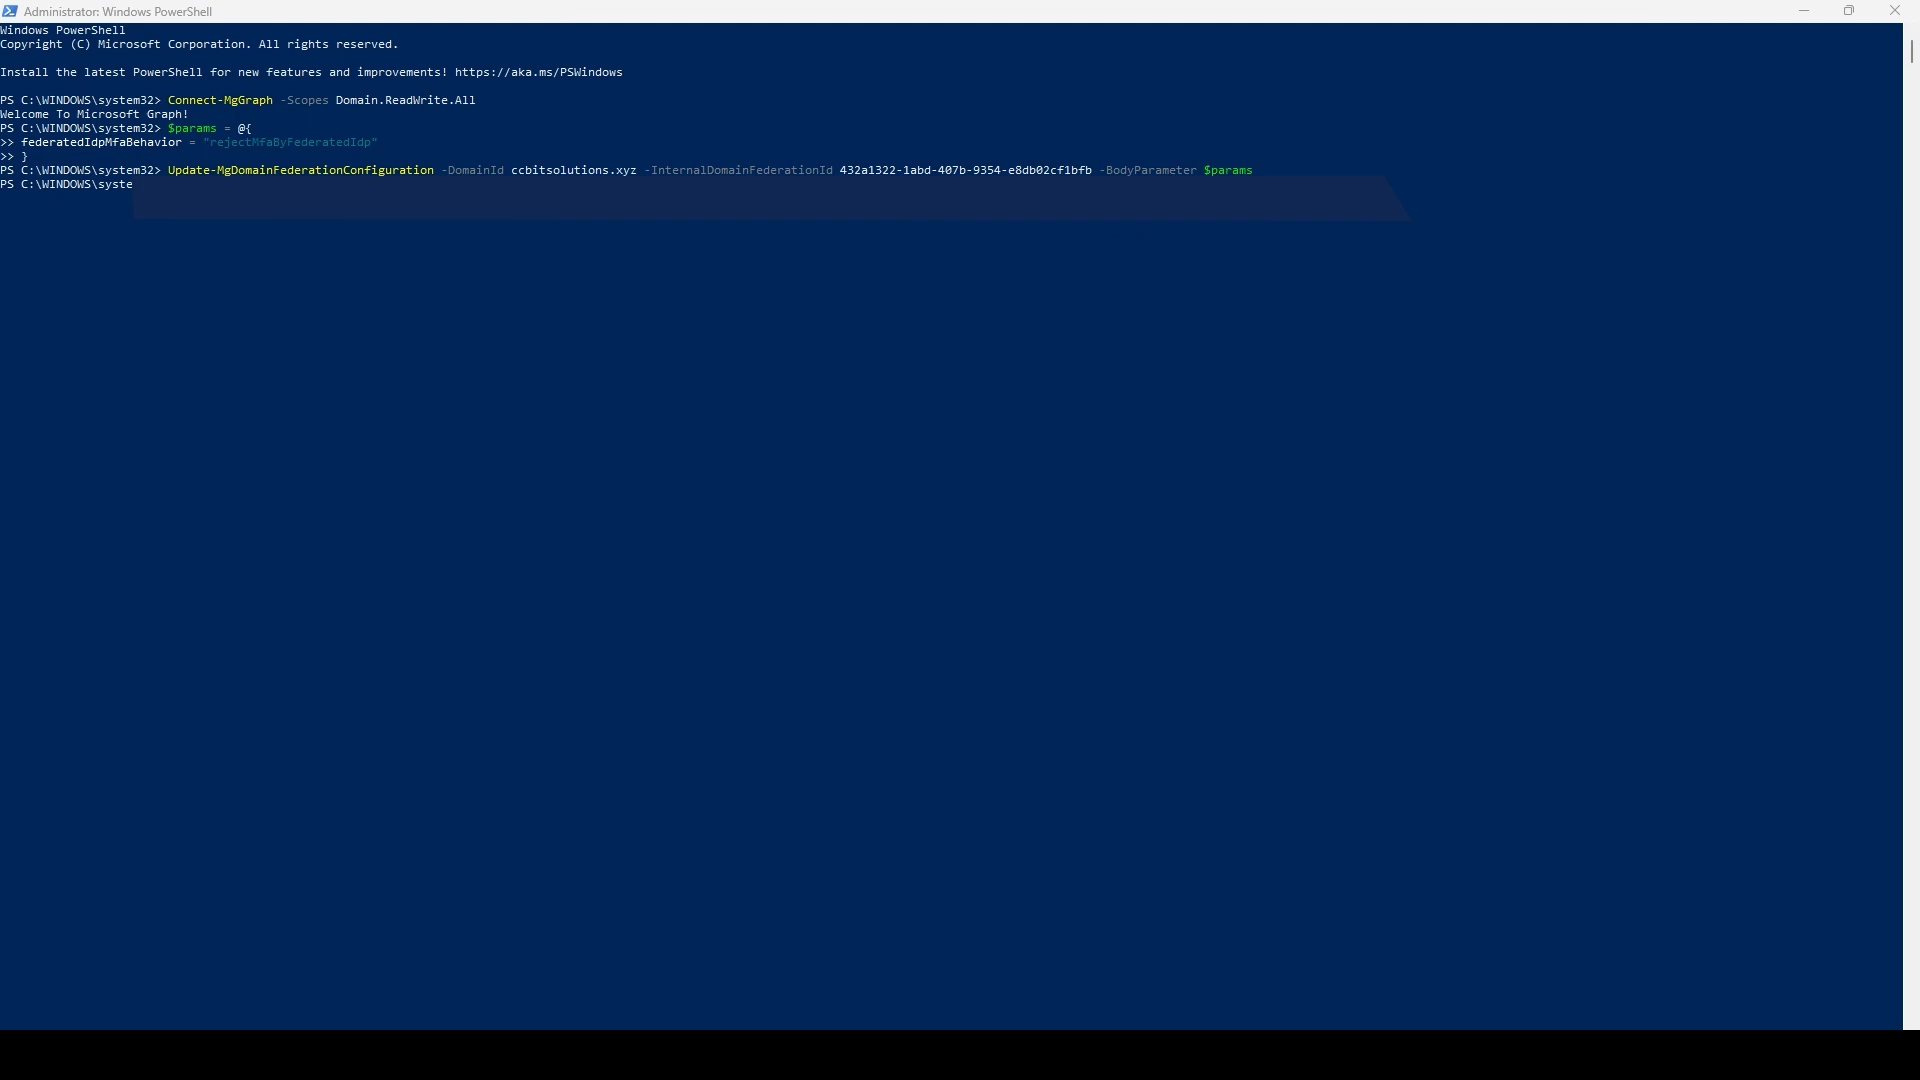 Administrator: Windows PowerShell
Windows PowerShell
Copyright (C) Microsoft Corporation. All rights reserved.
Install the latest PowerShell for new features and improvements! https://aka.ms/PSWindows
PS C:\WINDOWS\system32> Connect-MgGraph -Scopes Domain.ReadWrite.All
Welcome To Microsoft Graph!
PS C:\WINDOWS\system32> $params = @{
>> federatedIdpMfaBehavior = "rejectMfaByFederatedIdp"
>> }
PS C:\WINDOWS\system32> Update-MgDomainFederationConfiguration -DomainId ccbitsolutions.xyz -InternalDomainFederationId 432a1322-1abd-407b-9354-e8db02cf1bfb -BodyParameter $params
PS C:\WINDOWS\syste